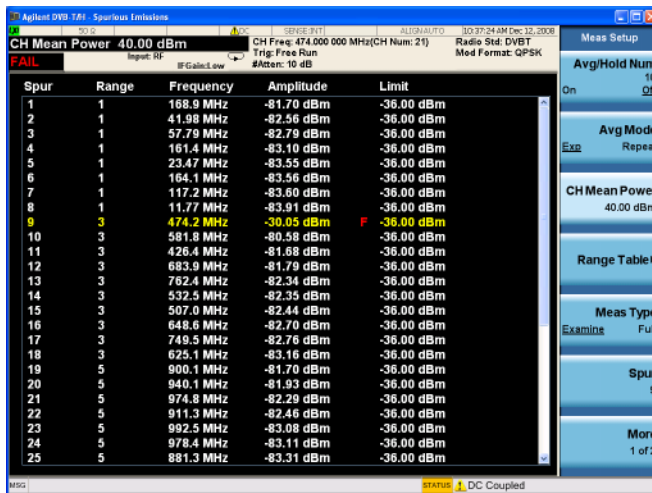 Agilent DVB-T/H - Spurious Emissions
50 Ω DC SENSE:INT ALIGN AUTO 10:37:24 AM Dec 12, 2008
CH Mean Power 40.00 dBm CH Freq: 474.000 000 MHz(CH Num: 21) Radio Std: DVBT
Input: RF Trig: Free Run Mod Format: QPSK
FAIL IFGain:Low #Atten: 10 dB
Spur Range Frequency Amplitude Limit
1 1 168.9 MHz -81.70 dBm -36.00 dBm
2 1 41.98 MHz -82.56 dBm -36.00 dBm
3 1 57.79 MHz -82.79 dBm -36.00 dBm
4 1 161.4 MHz -83.10 dBm -36.00 dBm
5 1 23.47 MHz -83.55 dBm -36.00 dBm
6 1 164.1 MHz -83.56 dBm -36.00 dBm
7 1 117.2 MHz -83.60 dBm -36.00 dBm
8 1 11.77 MHz -83.91 dBm -36.00 dBm
9 3 474.2 MHz -30.05 dBm F -36.00 dBm
10 3 581.8 MHz -80.58 dBm -36.00 dBm
11 3 426.4 MHz -81.68 dBm -36.00 dBm
12 3 683.9 MHz -81.79 dBm -36.00 dBm
13 3 762.4 MHz -82.34 dBm -36.00 dBm
14 3 532.5 MHz -82.35 dBm -36.00 dBm
15 3 507.0 MHz -82.44 dBm -36.00 dBm
16 3 648.6 MHz -82.70 dBm -36.00 dBm
17 3 749.5 MHz -82.76 dBm -36.00 dBm
18 3 625.1 MHz -83.16 dBm -36.00 dBm
19 5 900.1 MHz -81.70 dBm -36.00 dBm
20 5 940.1 MHz -81.93 dBm -36.00 dBm
21 5 974.8 MHz -82.29 dBm -36.00 dBm
22 5 911.3 MHz -82.46 dBm -36.00 dBm
23 5 992.5 MHz -83.08 dBm -36.00 dBm
24 5 978.4 MHz -83.11 dBm -36.00 dBm
25 5 881.3 MHz -83.31 dBm -36.00 dBm
Meas Setup
Avg/Hold Num
10
On
Avg Mode
Exp Repea
CH Mean Power
40.00 dBm
Range Table
Meas Type
Examine Ful
Spur
9
More
1 of 2
MSG STATUS DC Coupled